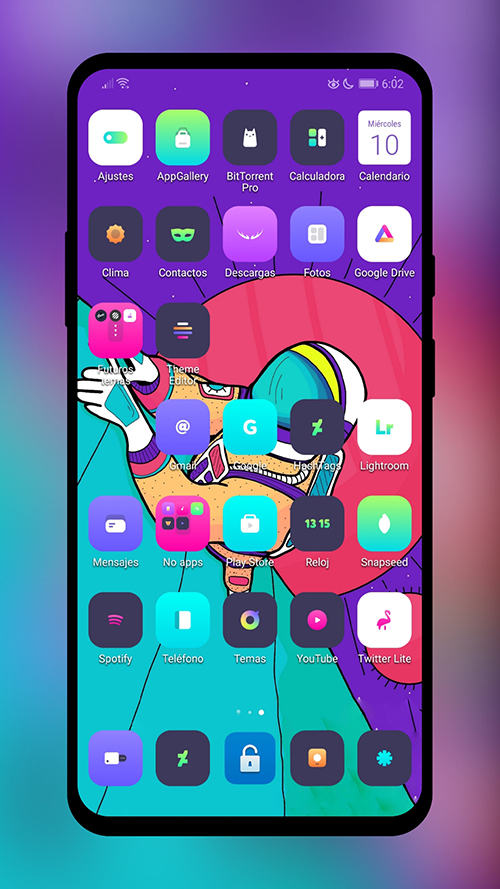 6:02
Miércoles
10
Ajustes
AppGallery
BitTorrent
Pro
Calculadora
Calendario
Clima
Contactos
Descargas
Fotos
Google Drive
Futuros
temas
Theme
Editor
@
G
Lr
Gmail
Google
HashTags
Lightroom
13 15
Mensajes
No apps
Play Store
Reloj
Snapseed
Spotify
Teléfono
Temas
YouTube
Twitter Lite